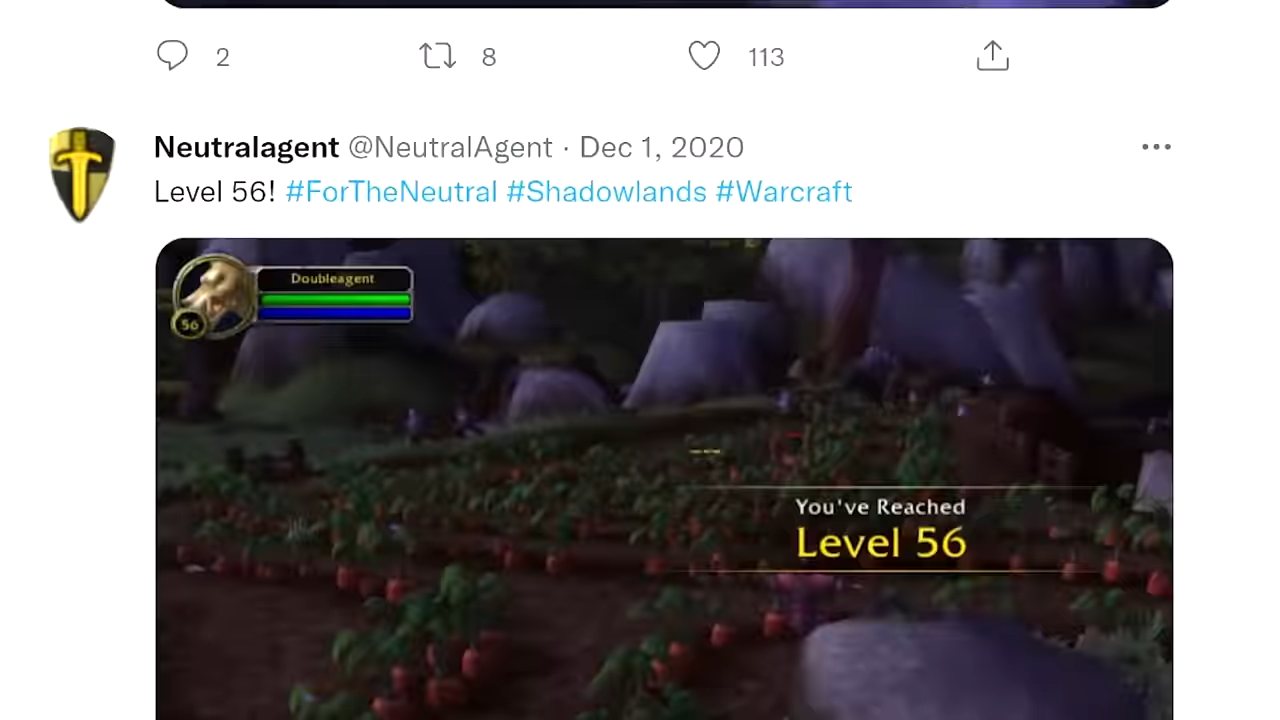 2 8 113
Neutralagent @NeutralAgent · Dec 1, 2020
Level 56! #ForTheNeutral #Shadowlands #Warcraft
Doubleagent
56
You've Reached
Level 56